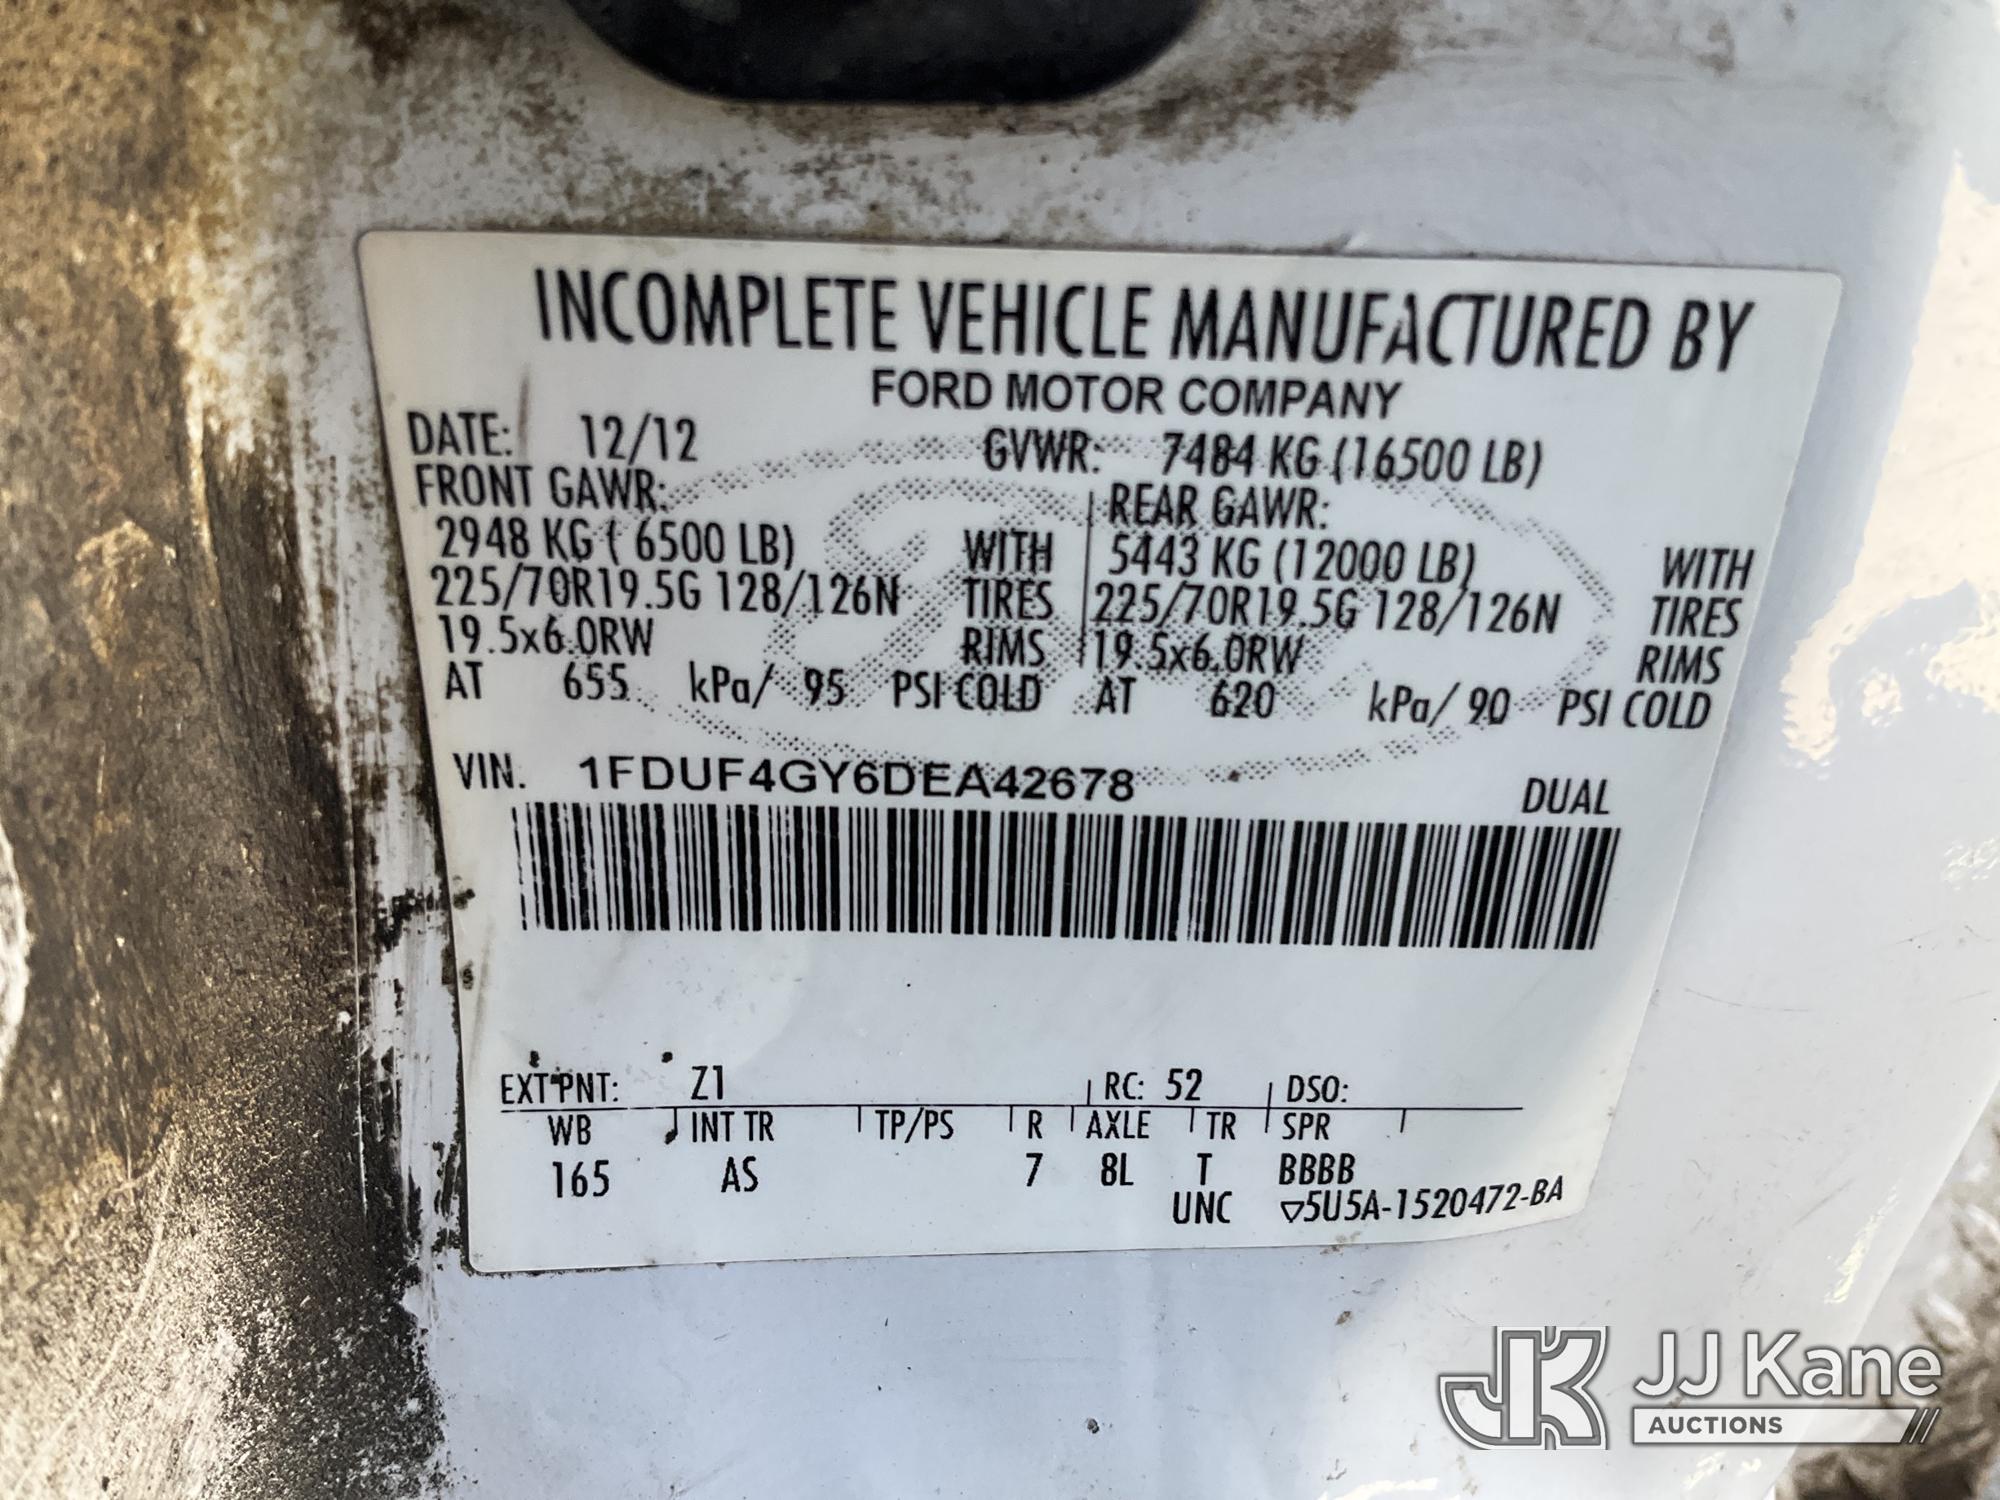 INCOMPLETE VEHICLE MANUFACTURED BY
FORD MOTOR COMPANY
DATE: 12/12 GVWR: 7484 KG (16500 LB)
FRONT GAWR: REAR GAWR:
2948 KG ( 6500 LB) WITH 5443 KG (12000 LB) WITH
225/70R19.5G 128/126N TIRES 225/70R19.5G 128/126N TIRES
19.5x6.0RW RIMS 19.5x6.0RW RIMS
AT 655 kPa/ 95 PSI COLD AT 620 kPa/ 90 PSI COLD
VIN. 1FDUF4GY6DEA42678
DUAL
EXT PNT: Z1 RC: 52 DSO:
WB INT TR TP/PS R AXLE TR SPR
165 AS 7 8L T BBBB
UNC ▽5U5A-1520472-BA
JK JJ Kane
AUCTIONS